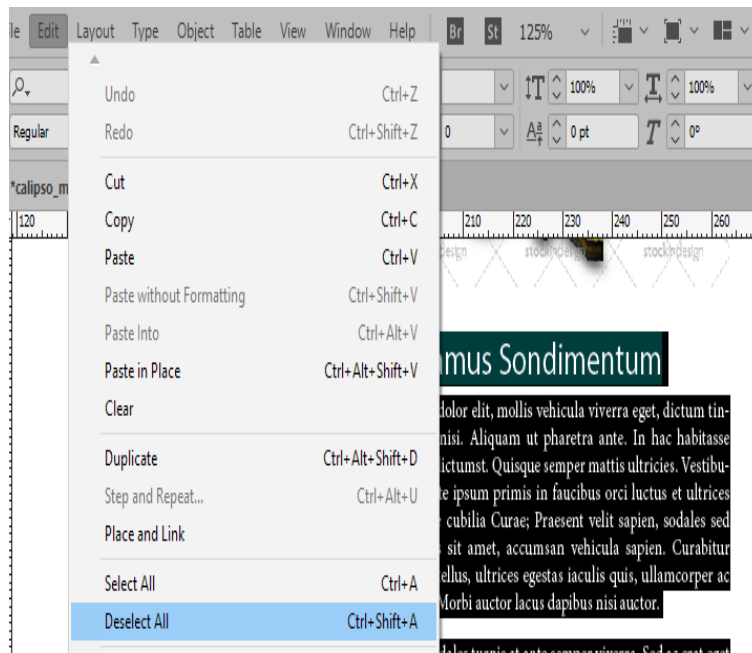 le Edit Layout Type Object Table View Window Help Br St 125%
100% 100%
Regular 0 0 pt 0°
*calipso_m
120 210 220 230 240 250 260
Undo Ctrl+Z
Redo Ctrl+Shift+Z
Cut Ctrl+X
Copy Ctrl+C
Paste Ctrl+V
Paste without Formatting Ctrl+Shift+V
Paste Into Ctrl+Alt+V
Paste in Place Ctrl+Alt+Shift+V
Clear
Duplicate Ctrl+Alt+Shift+D
Step and Repeat... Ctrl+Alt+U
Place and Link
Select All Ctrl+A
Deselect All Ctrl+Shift+A
stockindesign
mus Sondimentum
dolor elit, mollis vehicula viverra eget, dictum tin-
nisi. Aliquam ut pharetra ante. In hac habitasse
ictumst. Quisque semper mattis ultricies. Vestibu-
te ipsum primis in faucibus orci luctus et ultrices
cubilia Curae; Praesent velit sapien, sodales sed
sit amet, accumsan vehicula sapien. Curabitur
ellus, ultrices egestas iaculis quis, ullamcorper ac
Morbi auctor lacus dapibus nisi auctor.